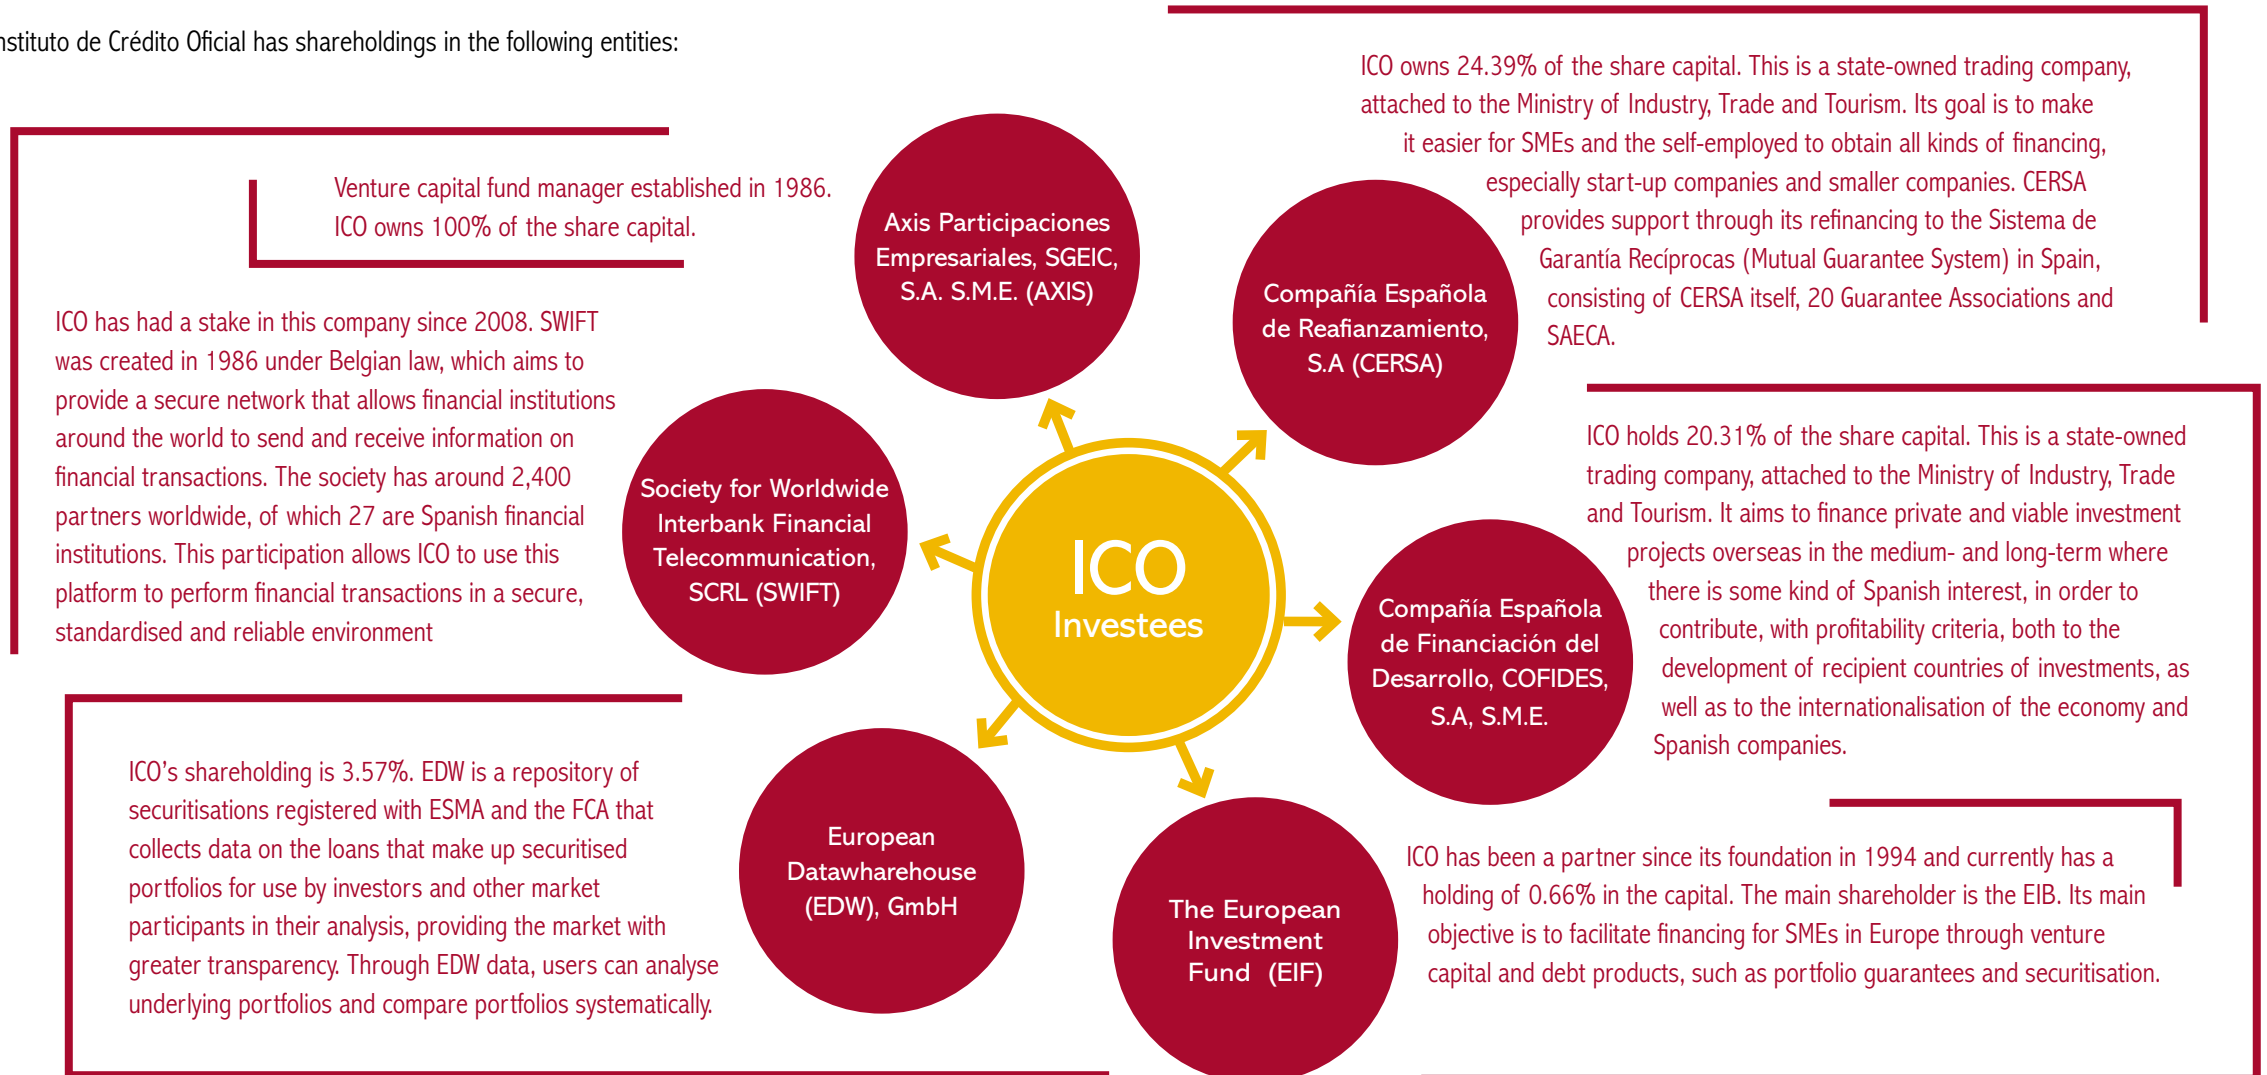 nstituto de Crédito Oficial has shareholdings in the following entities:
Venture capital fund manager established in 1986.
ICO owns 100% of the share capital.
Axis Participaciones
Empresariales, SGEIC,
S.A. S.M.E. (AXIS)
ICO owns 24.39% of the share capital. This is a state-owned trading company,
attached to the Ministry of Industry, Trade and Tourism. Its goal is to make
it easier for SMEs and the self-employed to obtain all kinds of financing,
especially start-up companies and smaller companies. CERSA
provides support through its refinancing to the Sistema de
Garantía Recíprocas (Mutual Guarantee System) in Spain,
consisting of CERSA itself, 20 Guarantee Associations and
SAECA.
Compañía Española
de Reafianzamiento,
S.A (CERSA)
ICO has had a stake in this company since 2008. SWIFT
was created in 1986 under Belgian law, which aims to
provide a secure network that allows financial institutions
around the world to send and receive information on
financial transactions. The society has around 2,400
partners worldwide, of which 27 are Spanish financial
institutions. This participation allows ICO to use this
platform to perform financial transactions in a secure,
standardised and reliable environment
Society for Worldwide
Interbank Financial
Telecommunication,
SCRL (SWIFT)
ICO
Investees
ICO holds 20.31% of the share capital. This is a state-owned
trading company, attached to the Ministry of Industry, Trade
and Tourism. It aims to finance private and viable investment
projects overseas in the medium- and long-term where
there is some kind of Spanish interest, in order to
contribute, with profitability criteria, both to the
development of recipient countries of investments, as
well as to the internationalisation of the economy and
Spanish companies.
Compañía Española
de Financiación del
Desarrollo, COFIDES,
S.A, S.M.E.
ICO's shareholding is 3.57%. EDW is a repository of
securitisations registered with ESMA and the FCA that
collects data on the loans that make up securitised
portfolios for use by investors and other market
participants in their analysis, providing the market with
greater transparency. Through EDW data, users can analyse
underlying portfolios and compare portfolios systematically.
European
Datawharehouse
(EDW), GmbH
The European
Investment
Fund (EIF)
ICO has been a partner since its foundation in 1994 and currently has a
holding of 0.66% in the capital. The main shareholder is the EIB. Its main
objective is to facilitate financing for SMEs in Europe through venture
capital and debt products, such as portfolio guarantees and securitisation.